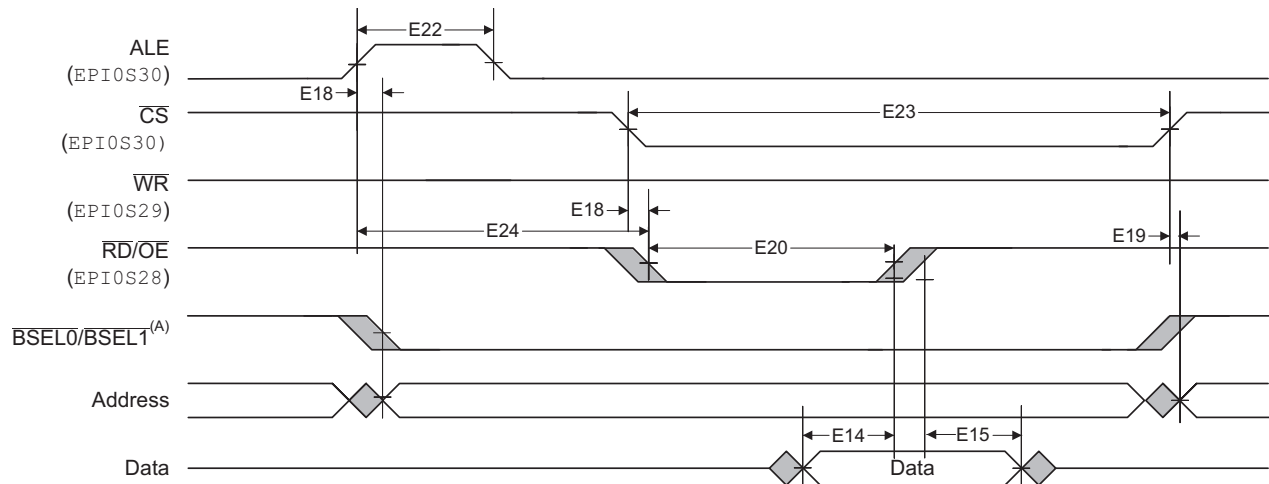 ALE
(EPI0S30)
E22
E18
CS
(EPI0S30)
E23
WR
(EPI0S29)
E18
E24
E19
RD/OE
(EPI0S28)
E20
BSEL0/BSEL1(A)
Address
E14
E15
Data
Data